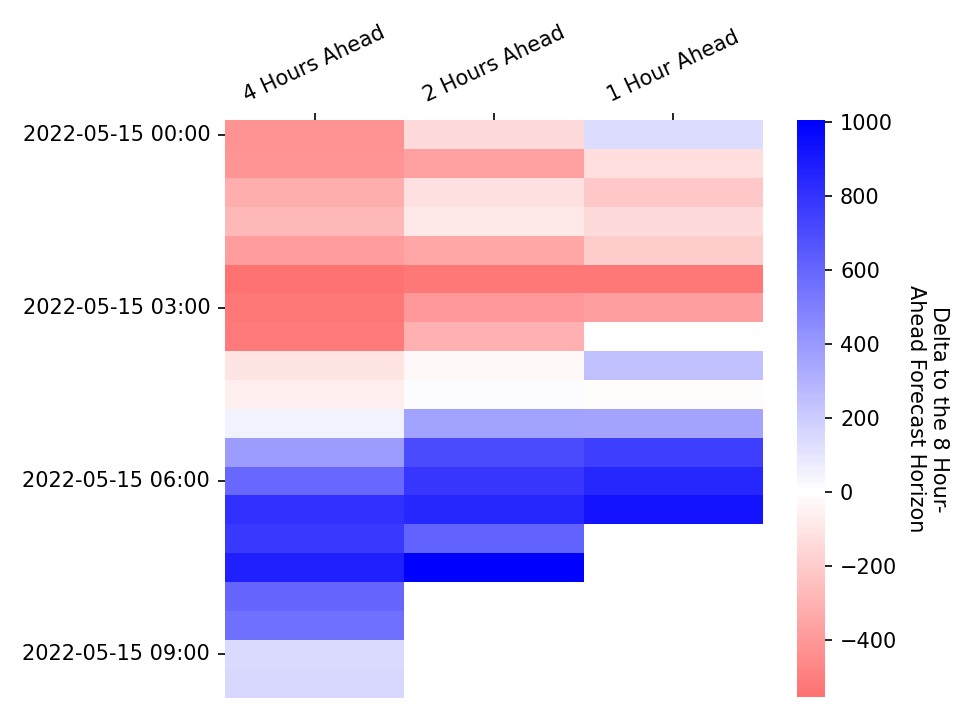 4 Hours Ahead
2 Hours Ahead
1 Hour Ahead
2022-05-15 00:00
2022-05-15 03:00
2022-05-15 06:00
2022-05-15 09:00
1000
800
600
400
200
0
−200
−400
Delta to the 8 Hour-
Ahead Forecast Horizon